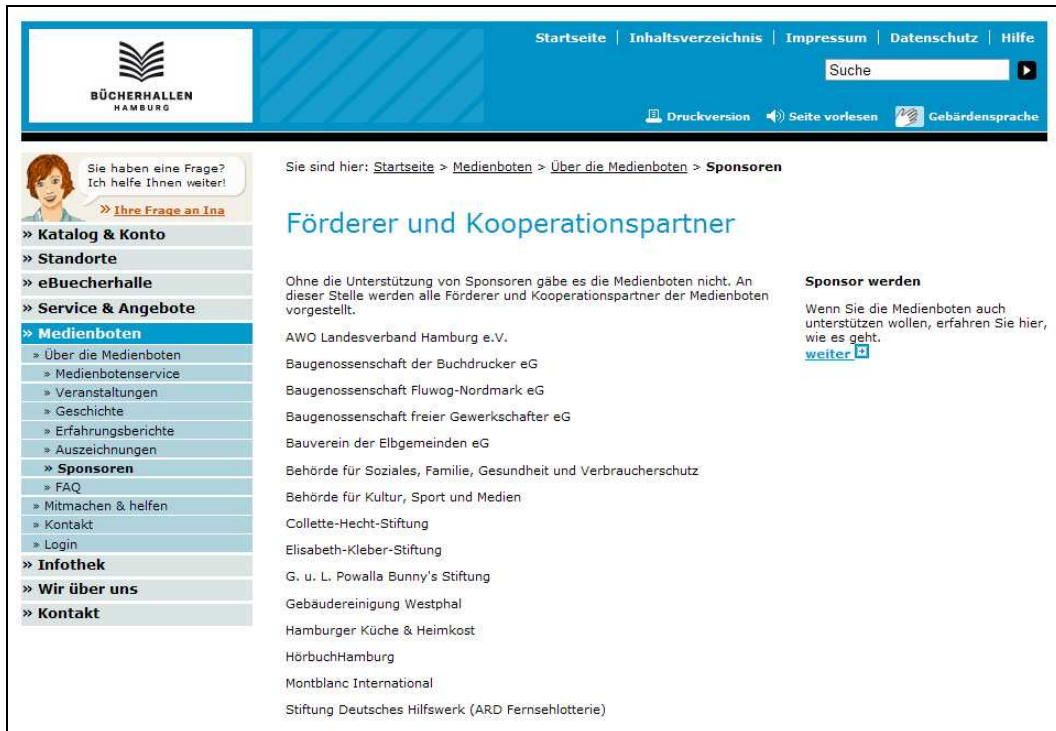 BÜCHERHALLEN
HAMBURG
Startseite | Inhaltsverzeichnis | Impressum | Datenschutz | Hilfe
Suche
Druckversion Seite vorlesen Gebärdensprache
Sie haben eine Frage?
Ich helfe Ihnen weiter!
» Ihre Frage an Ina
» Katalog & Konto
» Standorte
» eBuecherhalle
» Service & Angebote
» Medienboten
» Über die Medienboten
» Medienbotenservice
» Veranstaltungen
» Geschichte
» Erfahrungsberichte
» Auszeichnungen
» Sponsoren
» FAQ
» Mitmachen & helfen
» Kontakt
» Login
» Infothek
» Wir über uns
» Kontakt
Sie sind hier: Startseite > Medienboten > Über die Medienboten > Sponsoren
Förderer und Kooperationspartner
Ohne die Unterstützung von Sponsoren gäbe es die Medienboten nicht. An
dieser Stelle werden alle Förderer und Kooperationspartner der Medienboten
vorgestellt.
AWO Landesverband Hamburg e.V.
Baugenossenschaft der Buchdrucker eG
Baugenossenschaft Fluwog-Nordmark eG
Baugenossenschaft freier Gewerkschafter eG
Bauverein der Elbgemeinden eG
Behörde für Soziales, Familie, Gesundheit und Verbraucherschutz
Behörde für Kultur, Sport und Medien
Collette-Hecht-Stiftung
Elisabeth-Kleber-Stiftung
G. u. L. Powalla Bunny's Stiftung
Gebäudereinigung Westphal
Hamburger Küche & Heimkost
HörbuchHamburg
Montblanc International
Stiftung Deutsches Hilfswerk (ARD Fernsehlotterie)
Sponsor werden
Wenn Sie die Medienboten auch
unterstützen wollen, erfahren Sie hier,
wie es geht.
weiter